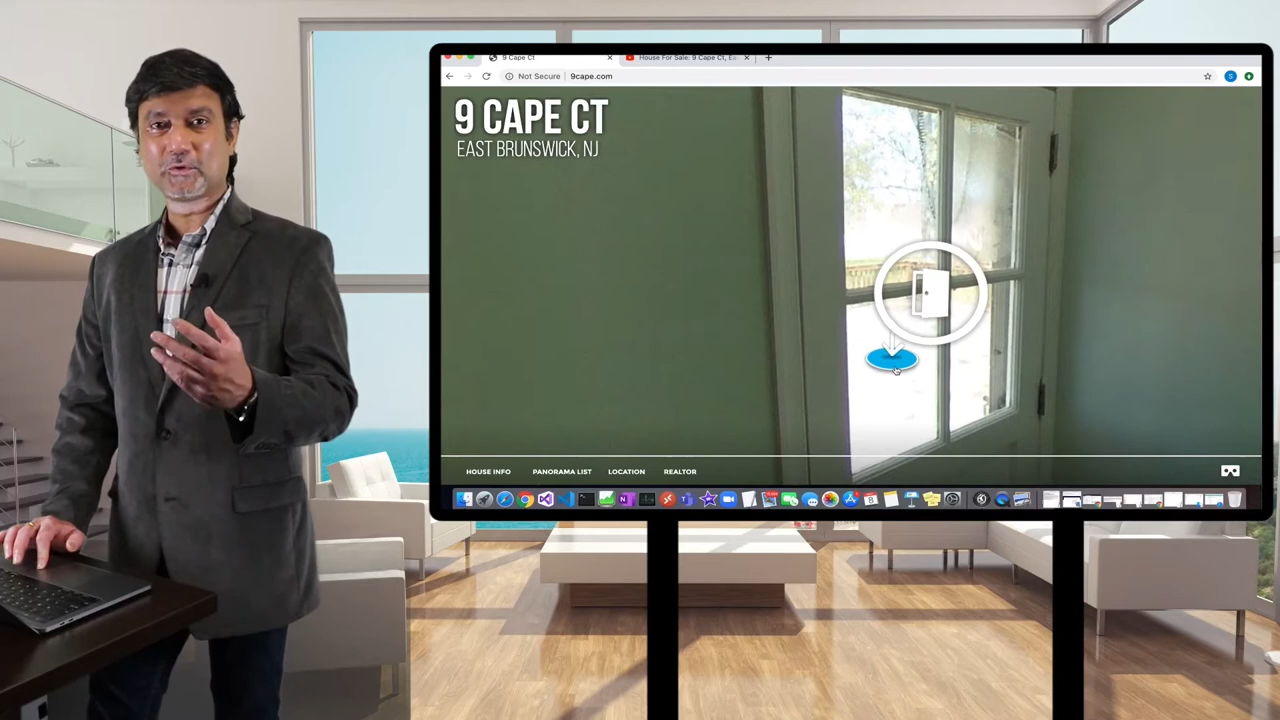 9 Cape Ct
House For Sale: 9 Cape Ct, Ea
Not Secure
9cape.com
S
9 CAPE CT
EAST BRUNSWICK, NJ
HOUSE INFO
PANORAMA LIST
LOCATION
REALTOR
8